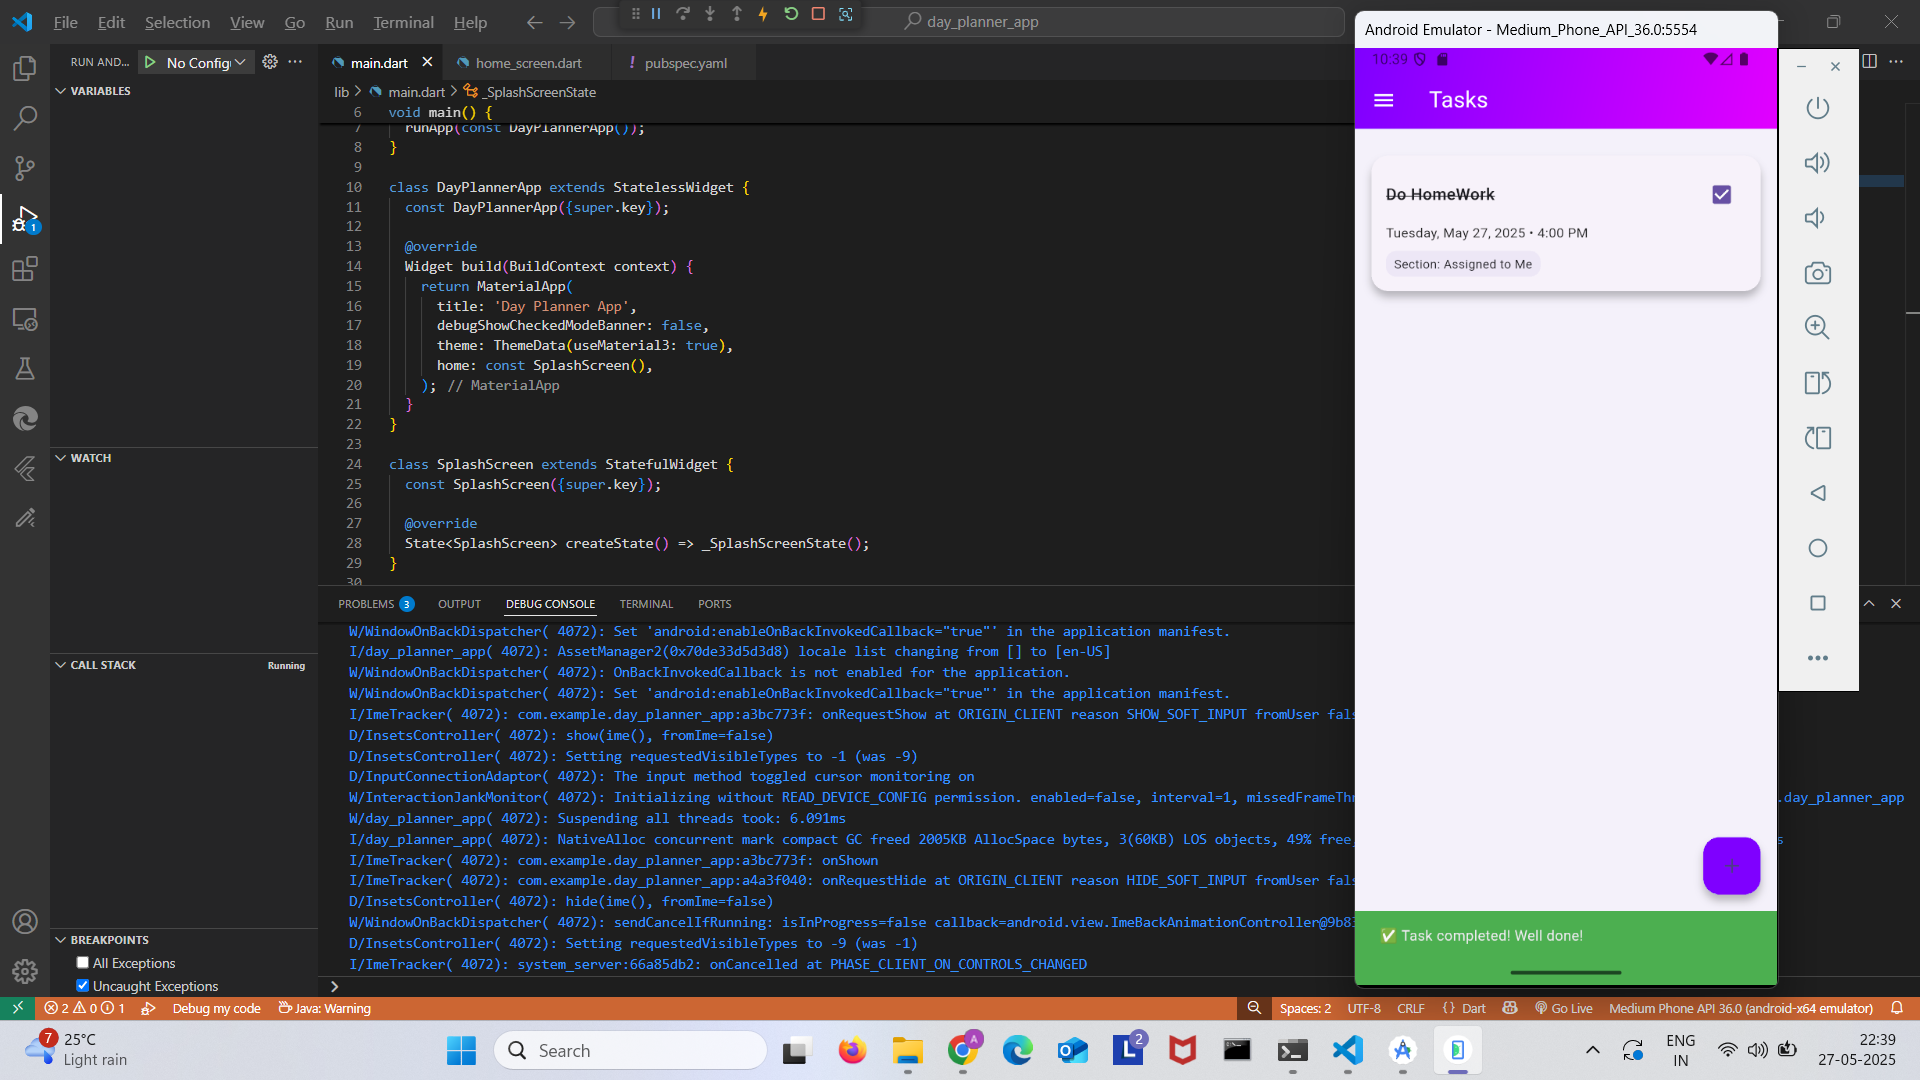 File Edit Selection View Go Run Terminal Help
day_planner_app
RUN AND... No Config
main.dart
home_screen.dart
! pubspec.yaml
VARIABLES
lib > main.dart > _SplashScreenState
6 void main() {
7 runApp(const DayPlannerApp());
8 }
9
10 class DayPlannerApp extends StatelessWidget {
11 const DayPlannerApp({super.key});
12
13 @override
14 Widget build(BuildContext context) {
15 return MaterialApp(
16 title: 'Day Planner App',
17 debugShowCheckedModeBanner: false,
18 theme: ThemeData(useMaterial3: true),
19 home: const SplashScreen(),
20 ); // MaterialApp
21 }
22 }
23
24 class SplashScreen extends StatefulWidget {
25 const SplashScreen({super.key});
26
27 @override
28 State<SplashScreen> createState() => _SplashScreenState();
29 }
30
WATCH
CALL STACK Running
BREAKPOINTS
All Exceptions
Uncaught Exceptions
1
PROBLEMS 3 OUTPUT DEBUG CONSOLE TERMINAL PORTS
W/WindowOnBackDispatcher( 4072): Set 'android:enableOnBackInvokedCallback="true"' in the application manifest.
I/day_planner_app( 4072): AssetManager2(0x70de33d5d3d8) locale list changing from [] to [en-US]
W/WindowOnBackDispatcher( 4072): OnBackInvokedCallback is not enabled for the application.
W/WindowOnBackDispatcher( 4072): Set 'android:enableOnBackInvokedCallback="true"' in the application manifest.
I/ImeTracker( 4072): com.example.day_planner_app:a3bc773f: onRequestShow at ORIGIN_CLIENT reason SHOW_SOFT_INPUT fromUser fals
D/InsetsController( 4072): show(ime(), fromIme=false)
D/InsetsController( 4072): Setting requestedVisibleTypes to -1 (was -9)
D/InputConnectionAdaptor( 4072): The input method toggled cursor monitoring on
W/InteractionJankMonitor( 4072): Initializing without READ_DEVICE_CONFIG permission. enabled=false, interval=1, missedFrameThr .day_planner_app
W/day_planner_app( 4072): Suspending all threads took: 6.091ms
I/day_planner_app( 4072): NativeAlloc concurrent mark compact GC freed 2005KB AllocSpace bytes, 3(60KB) LOS objects, 49% free, s
I/ImeTracker( 4072): com.example.day_planner_app:a3bc773f: onShown
I/ImeTracker( 4072): com.example.day_planner_app:a4a3f040: onRequestHide at ORIGIN_CLIENT reason HIDE_SOFT_INPUT fromUser fals
D/InsetsController( 4072): hide(ime(), fromIme=false)
W/WindowOnBackDispatcher( 4072): sendCancelIfRunning: isInProgress=false callback=android.view.ImeBackAnimationController@9b83
D/InsetsController( 4072): Setting requestedVisibleTypes to -9 (was -1)
I/ImeTracker( 4072): system_server:66a85db2: onCancelled at PHASE_CLIENT_ON_CONTROLS_CHANGED
Android Emulator - Medium_Phone_API_36.0:5554
10:39
Tasks
Do HomeWork
Tuesday, May 27, 2025 • 4:00 PM
Section: Assigned to Me
+
✅ Task completed! Well done!
2 0 1 Debug my code Java: Warning Spaces: 2 UTF-8 CRLF {} Dart Go Live Medium Phone API 36.0 (android-x64 emulator)
7
25°C
Light rain
Search
A
L 2
ENG
IN
22:39
27-05-2025